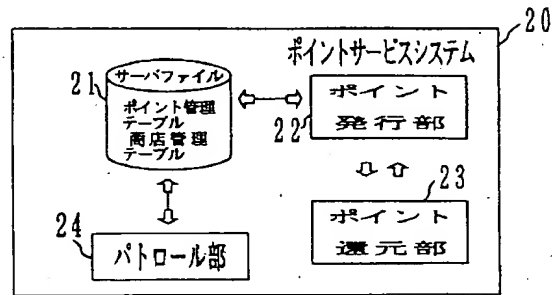 20
ポイントサービスシステム
21
サーバファイル
ポイント管理
テーブル
商店管理
テーブル
ポイント
発行部
22
23
ポイント
還元部
24
パトロール部